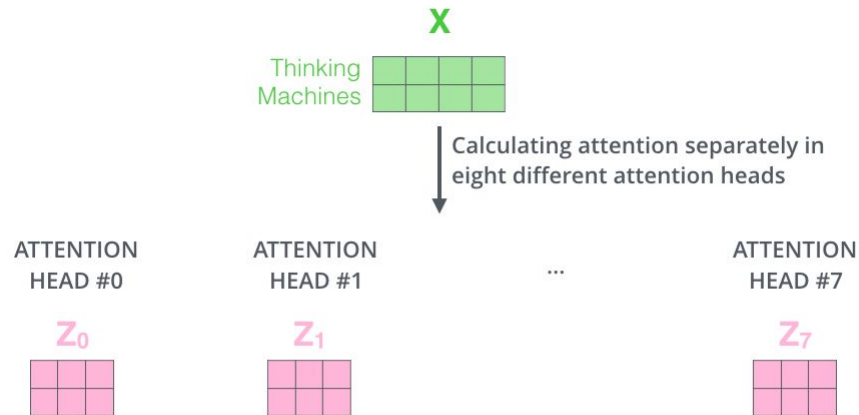 X
Thinking
Machines
Calculating attention separately in
eight different attention heads
ATTENTION
HEAD #0
ATTENTION
HEAD #1
...
ATTENTION
HEAD #7
Z₀
Z₁
Z₇